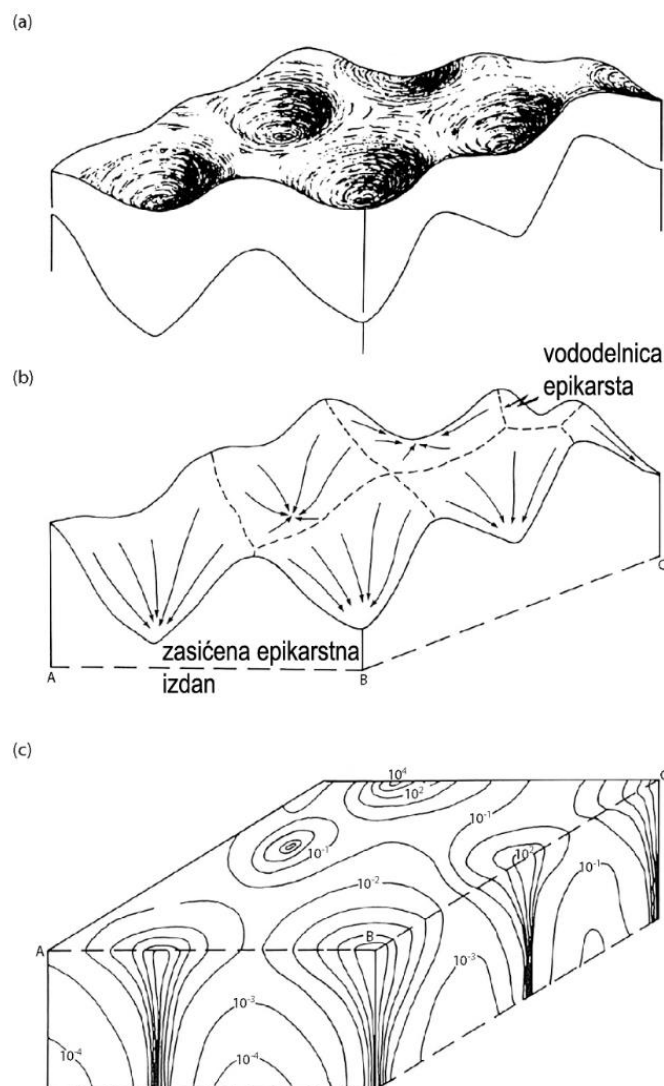 (a)
(b)
vododelnica
epikarsta
C
zasićena epikarstna
izdan
A
B
(c)
C
10⁴
10²
10⁻¹
10⁻¹
10²
10⁻¹
10⁻²
A
B
10⁻³
10⁻³
10⁻⁴
10⁻⁴